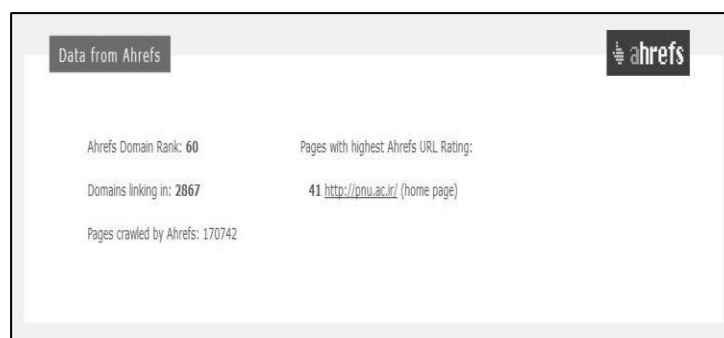 Data from Ahrefs
ahrefs
Ahrefs Domain Rank: 60
Pages with highest Ahrefs URL Rating:
Domains linking in: 2867
41 http://pnu.ac.ir/ (home page)
Pages crawled by Ahrefs: 170742